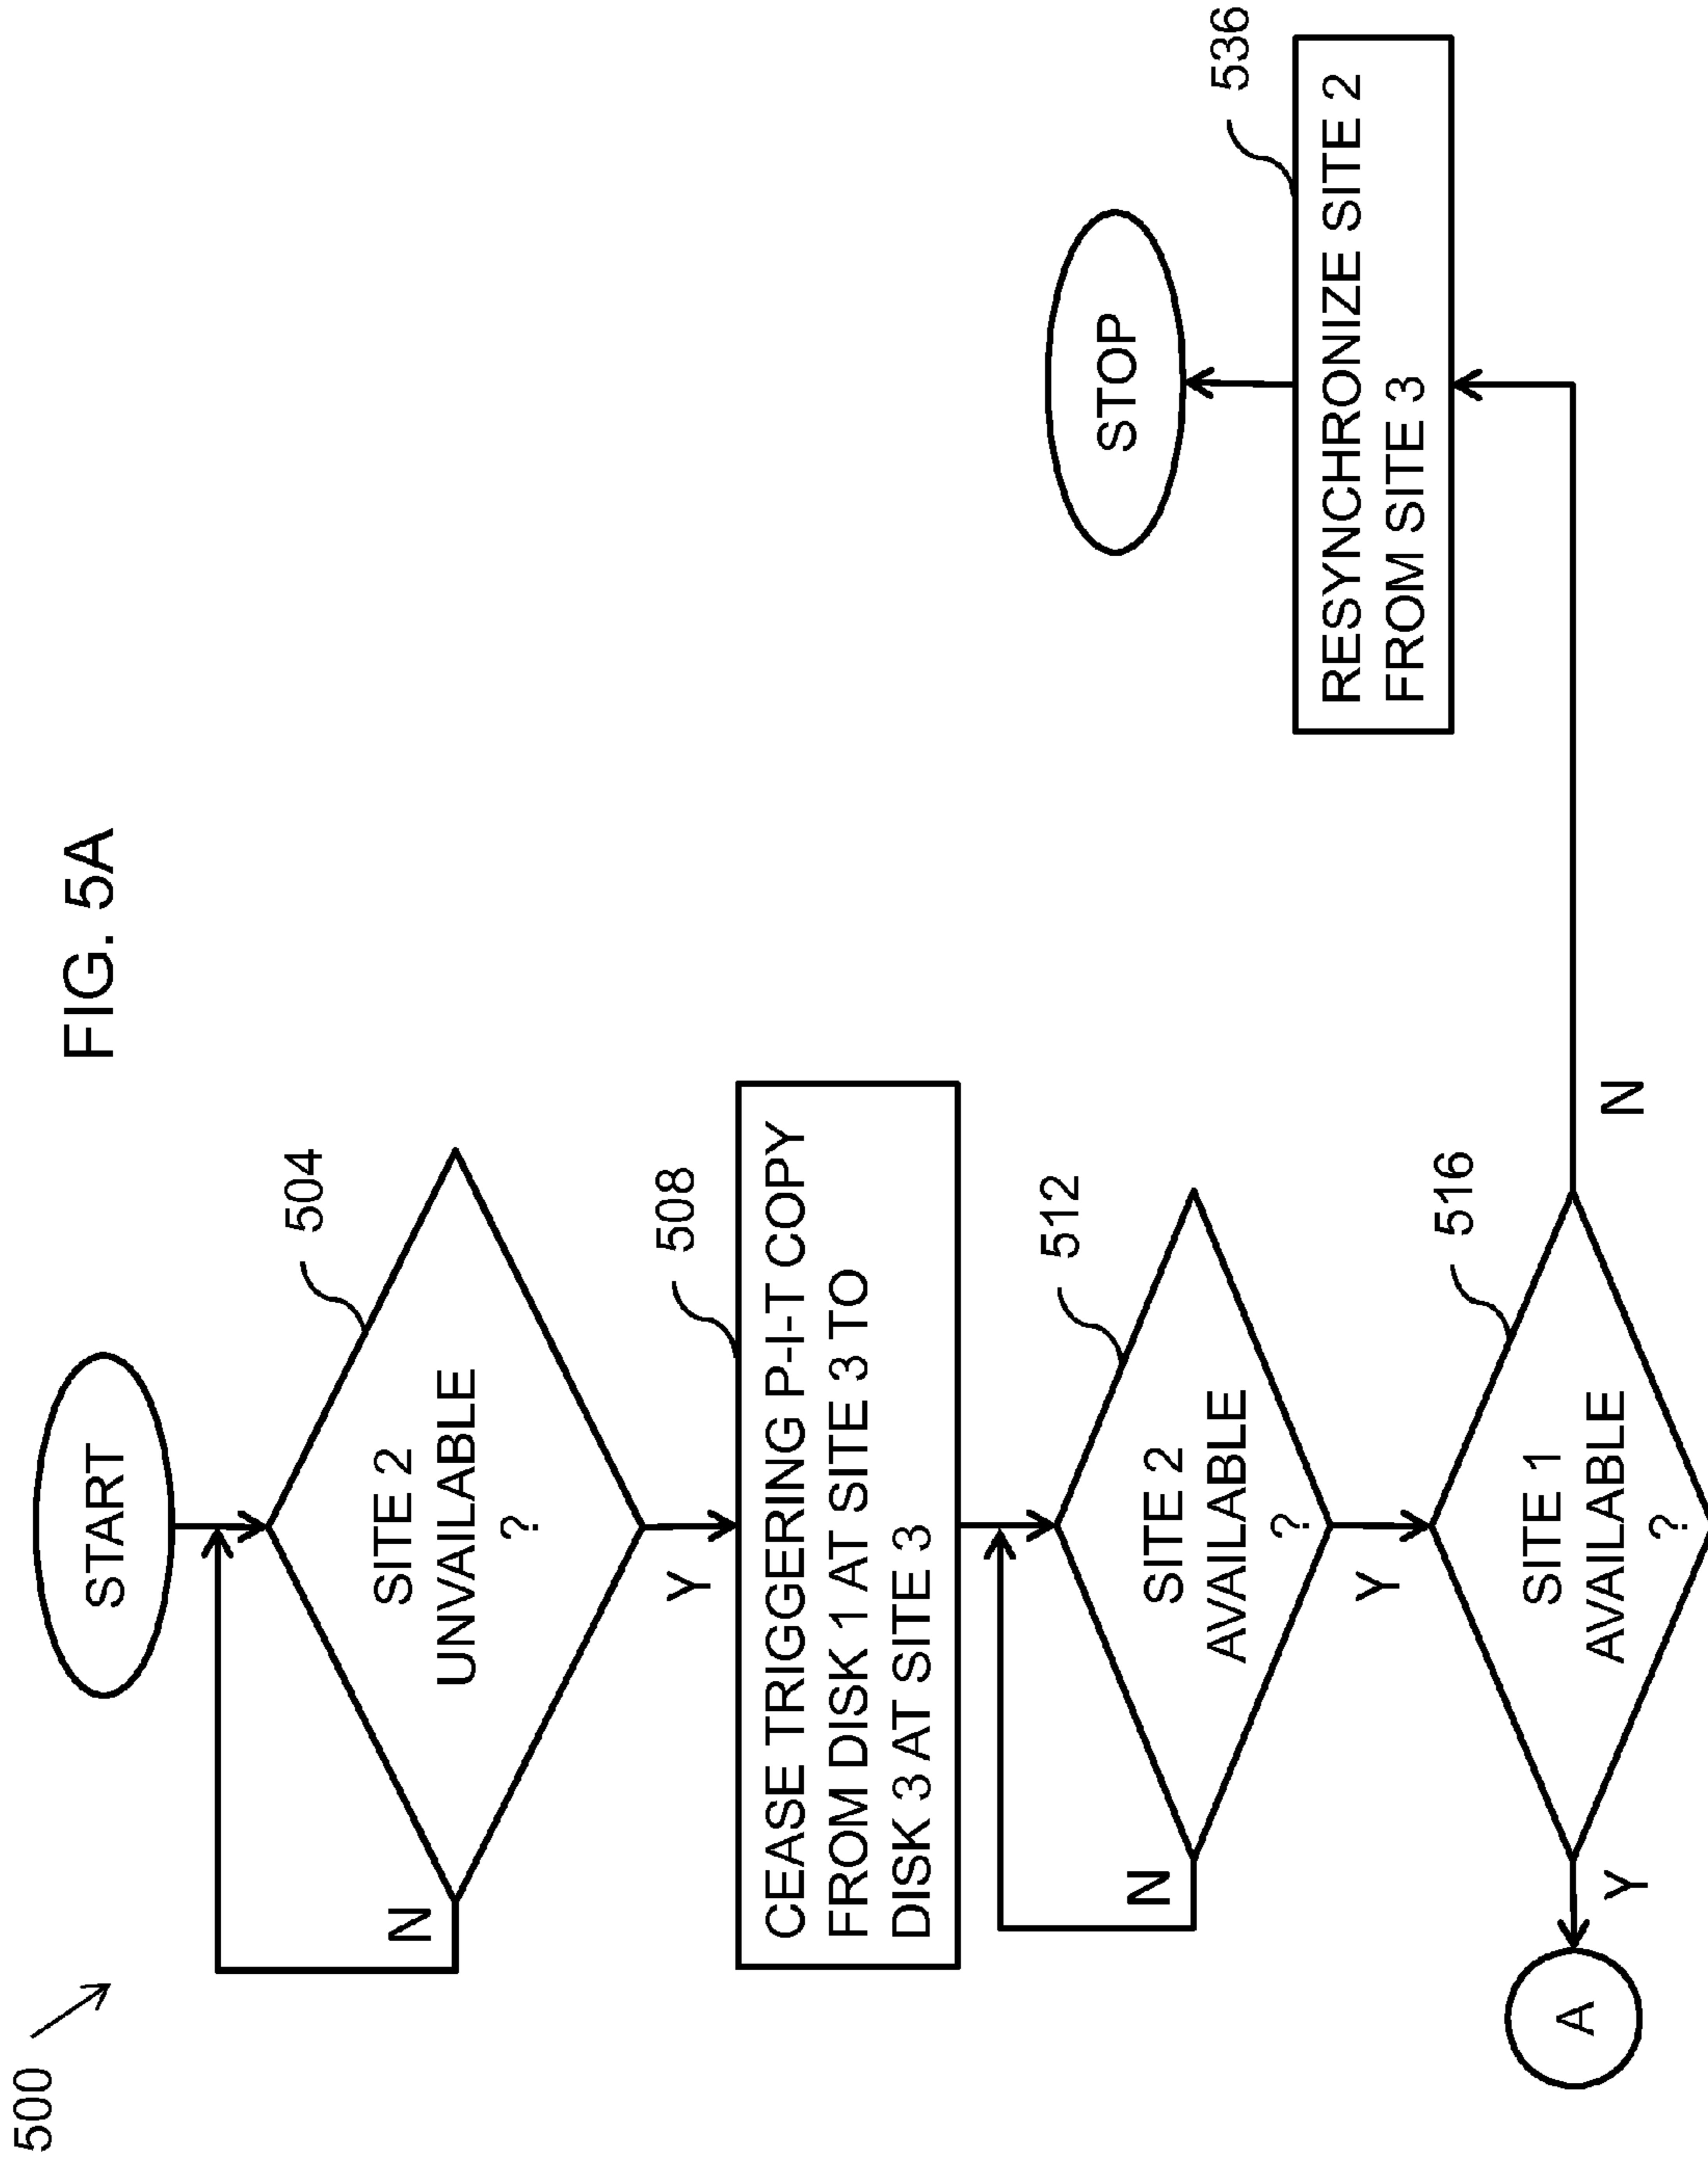 FIG. 5A
500
START
504
SITE 2
UNVAILABLE
?
N
Y
508
CEASE TRIGGERING P-I-T COPY
FROM DISK 1 AT SITE 3 TO
DISK 3 AT SITE 3
512
SITE 2
AVAILABLE
?
N
Y
516
SITE 1
AVAILABLE
?
Y
A
N
STOP
536
RESYNCHRONIZE SITE 2
FROM SITE 3